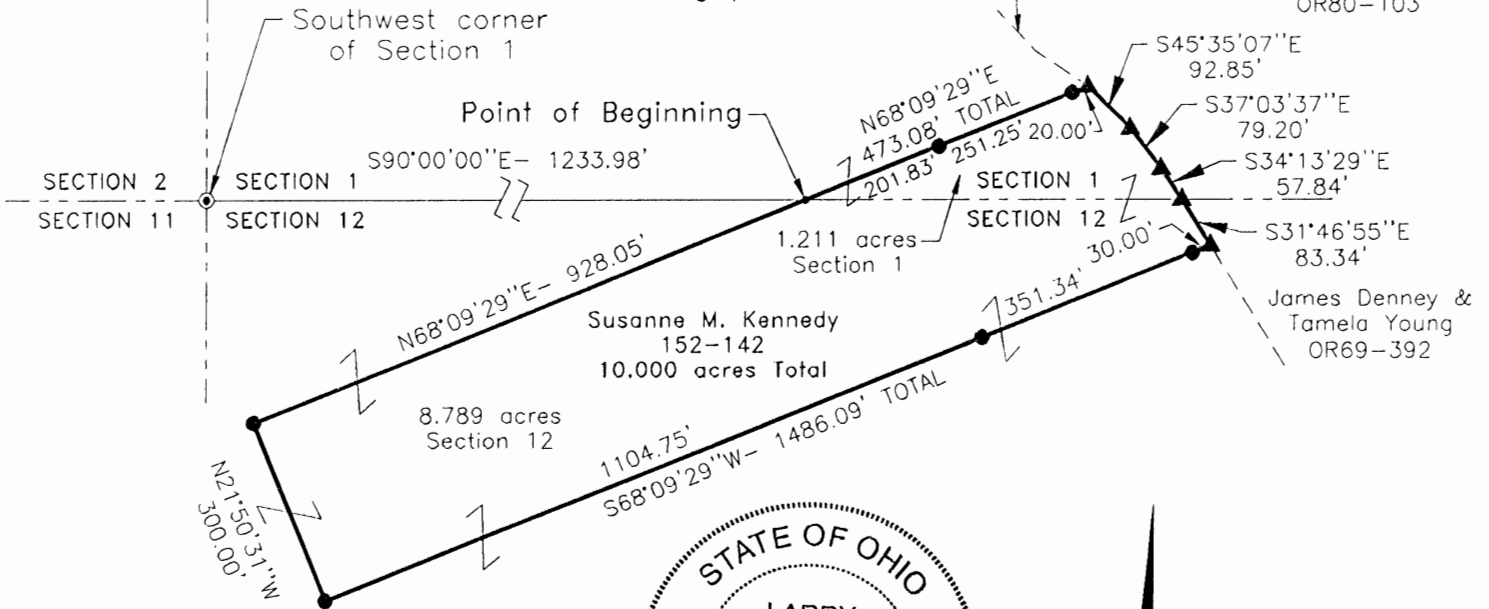 OR80-103
Southwest corner
of Section 1
S45°35'07''E
92.85'
S37°03'37''E
79.20'
S34°13'29''E
57.84'
S31°46'55''E
83.34'
Point of Beginning
N68°09'29''E
473.08' TOTAL
201.83'
251.25'
20.00'
S90°00'00''E- 1233.98'
SECTION 2
SECTION 1
SECTION 11
SECTION 12
SECTION 1
SECTION 12
1.211 acres
Section 1
30.00'
351.34'
N68°09'29''E- 928.05'
James Denney &
Tamela Young
OR69-392
Susanne M. Kennedy
152-142
10.000 acres Total
8.789 acres
Section 12
1104.75'
S68°09'29''W- 1486.09' TOTAL
N21°50'31''W
300.00'
STATE OF OHIO
LARRY